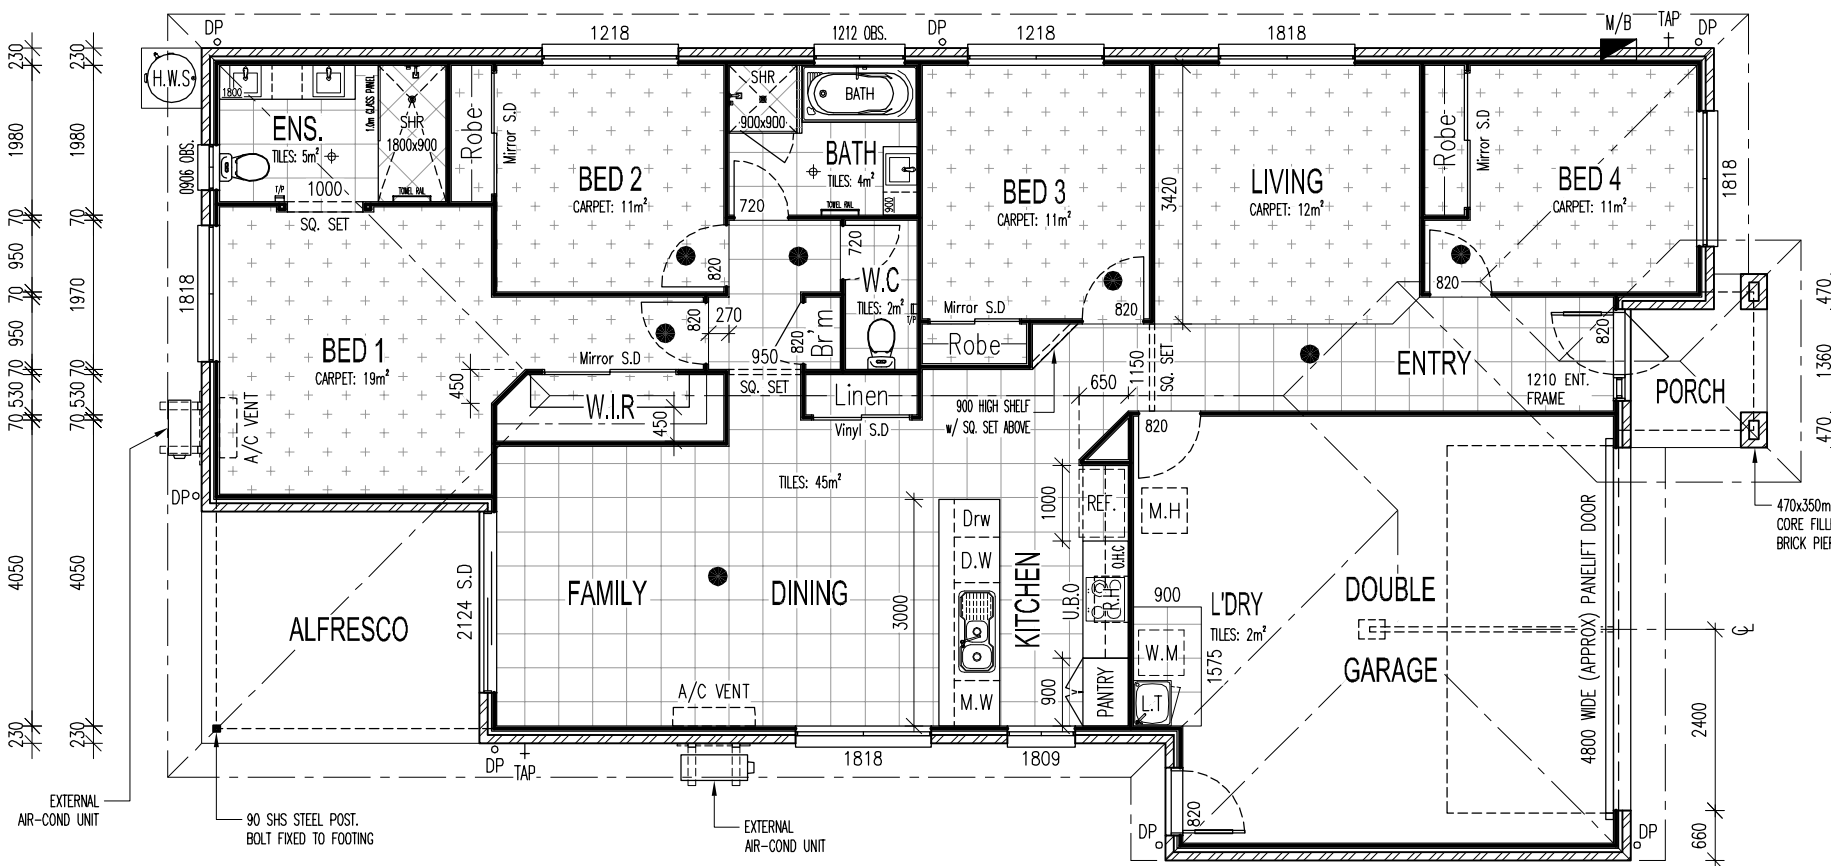 DP
1218
1212 OBS.
DP
1218
1818
M/B
TAP
DP
230
230
H.W.S
1800
1.0m GLASS PANEL
SHR
1800x900
ENS.
TILES: 5m²
T/P
1000
TOWEL RAIL
SQ. SET
0906 OBS.
1980
1980
Robe
Mirror S.D
BED 2
CARPET: 11m²
820
SHR
900x900
BATH
BATH
TILES: 4m²
TOWEL RAIL
900
720
720
W.C
TILES: 2m²
T/P
BED 3
CARPET: 11m²
820
Mirror S.D
Robe
3420
LIVING
CARPET: 12m²
Robe
Mirror S.D
BED 4
CARPET: 11m²
820
1818
70
70
950
70
1970
950
70
70
530
530
70
70
1818
BED 1
CARPET: 19m²
Mirror S.D
450
W.I.R
450
820
270
950
SQ. SET
820
Br'm
Linen
Vinyl S.D
900 HIGH SHELF
w/ SQ. SET ABOVE
650
1150
SQ. SET
820
ENTRY
1210 ENT.
FRAME
820
PORCH
470
1360
470
A/C VENT
EXTERNAL
AIR-COND UNIT
DP
4050
4050
ALFRESCO
2124 S.D
FAMILY
DINING
TILES: 45m²
3000
Drw
D.W
M.W
KITCHEN
1000
REF.
U.B.O
O.H.C
R.H
900
PANTRY
M.H
900
L'DRY
TILES: 2m²
W.M
1575
L.T
DOUBLE
GARAGE
4800 WIDE (APPROX) PANELIFT DOOR
470x350m
CORE FILL
BRICK PIER
2400
660
230
230
A/C VENT
DP
TAP
1818
1809
820
DP
DP
90 SHS STEEL POST.
BOLT FIXED TO FOOTING
EXTERNAL
AIR-COND UNIT